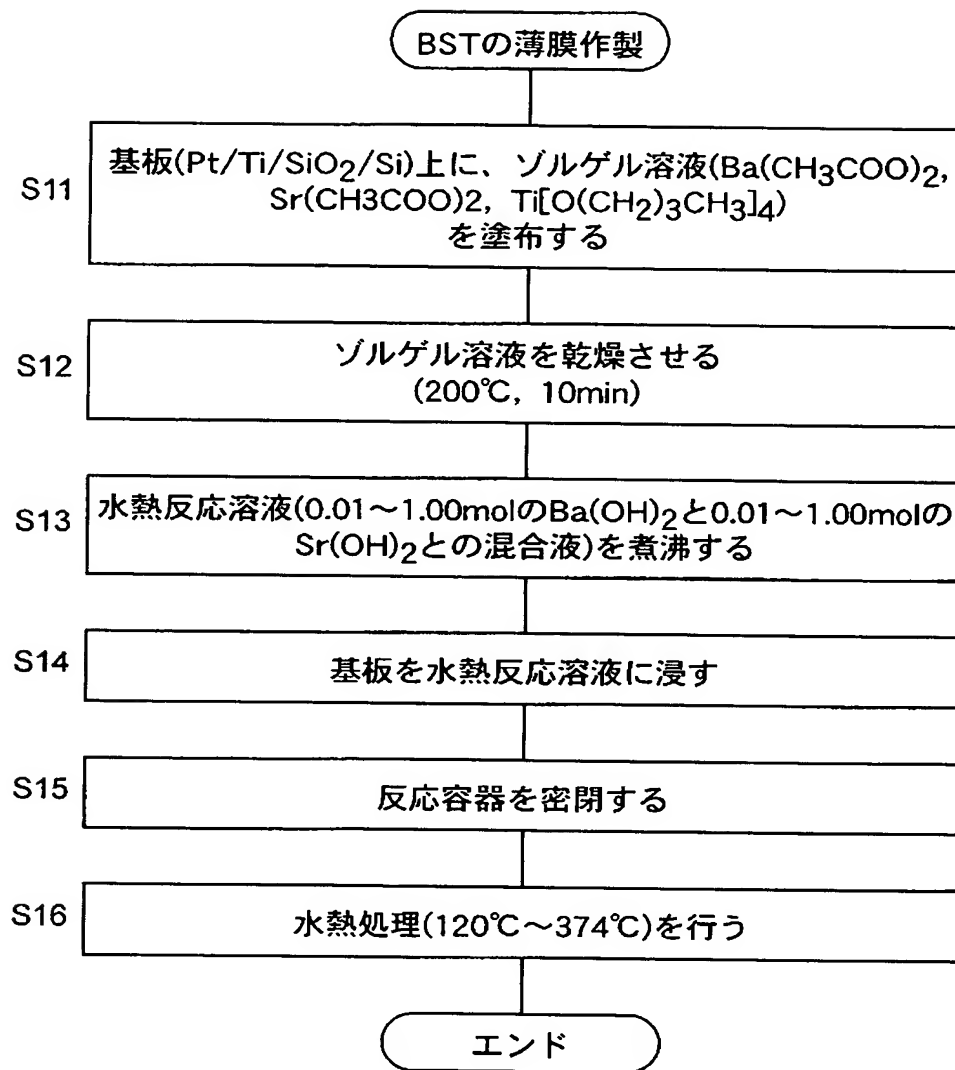 BSTの薄膜作製
S11
基板(Pt/Ti/SiO2/Si)上に、ゾルゲル溶液(Ba(CH3COO)2,
Sr(CH3COO)2, Ti[O(CH2)3CH3]4)
を塗布する
S12
ゾルゲル溶液を乾燥させる
(200℃, 10min)
S13
水熱反応溶液(0.01～1.00molのBa(OH)2と0.01～1.00molの
Sr(OH)2との混合液)を煮沸する
S14
基板を水熱反応溶液に浸す
S15
反応容器を密閉する
S16
水熱処理(120℃～374℃)を行う
エンド